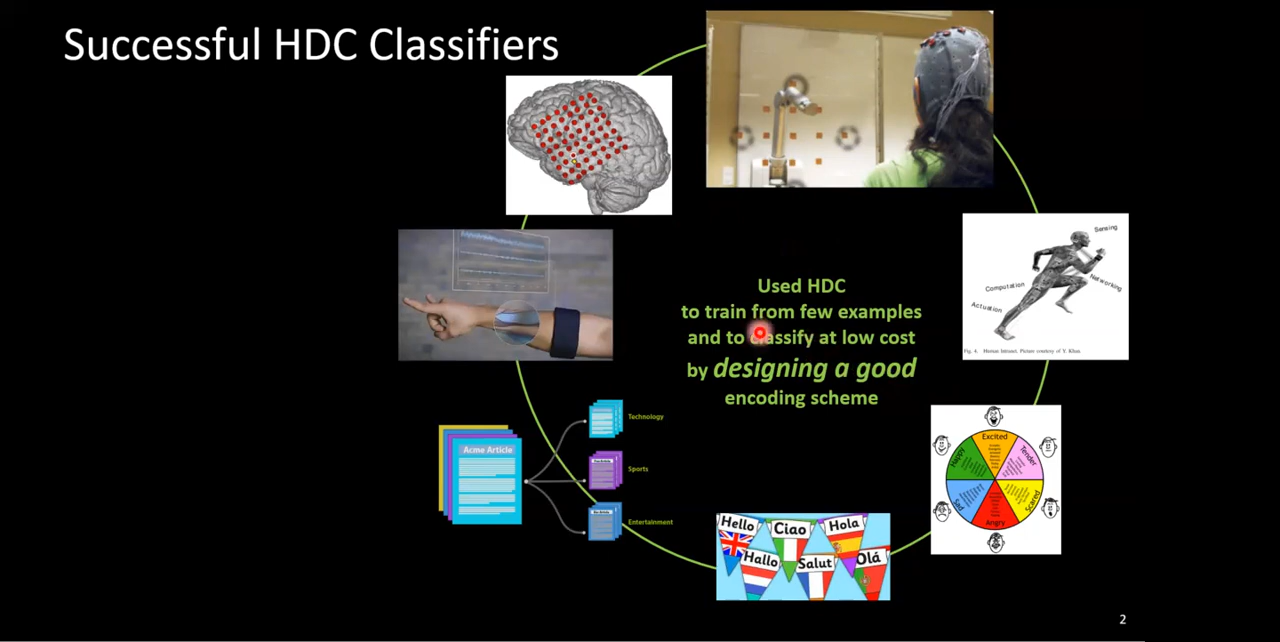 Successful HDC Classifiers
Used HDC
to train from few examples
and to classify at low cost
by designing a good
encoding scheme
Sensing
Networking
Computation
Actuation
Fig. 4. Human Intranet, Picture courtesy of Y. Khan.
Acme Article
Technology
Sports
Entertainment
Hello
Ciao
Hola
Hallo
Salut
Olá
Excited
Tender
Scared
Angry
Sad
Happy
2